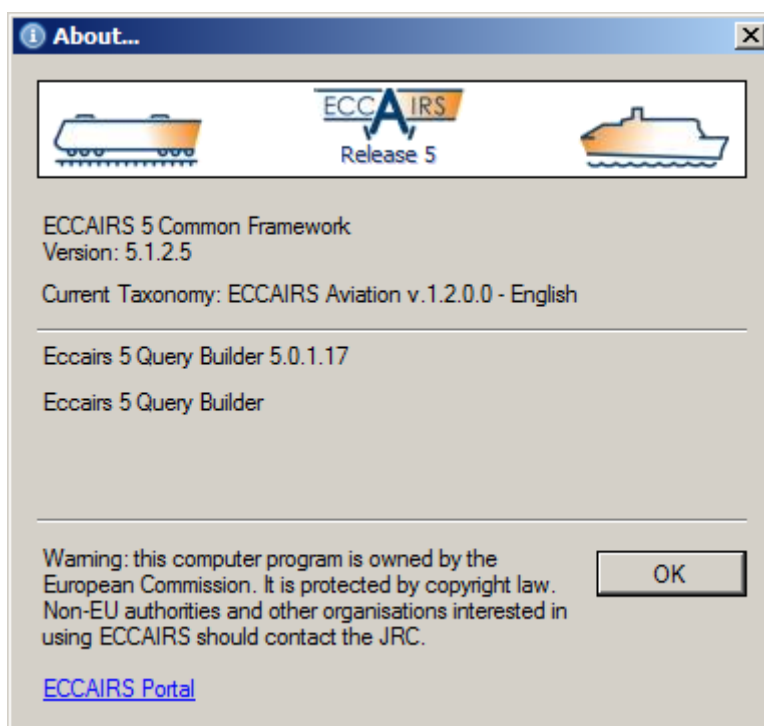 About...
ECCAIRS
Release 5
ECCAIRS 5 Common Framework
Version: 5.1.2.5
Current Taxonomy: ECCAIRS Aviation v.1.2.0.0 - English
Eccairs 5 Query Builder 5.0.1.17
Eccairs 5 Query Builder
Warning: this computer program is owned by the
European Commission. It is protected by copyright law.
Non-EU authorities and other organisations interested in
using ECCAIRS should contact the JRC.
OK
ECCAIRS Portal